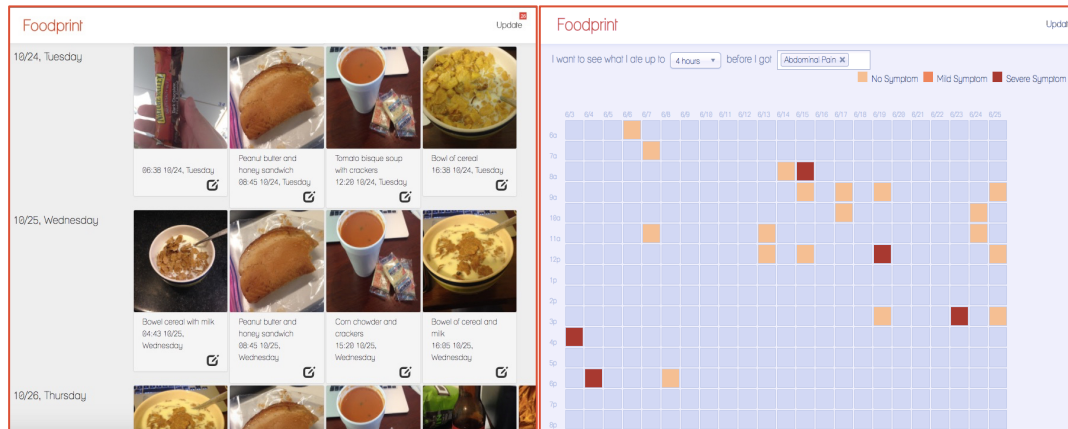 Foodprint
Update
20
10/24, Tuesday
06:38 10/24, Tuesday
Peanut butter and
honey sandwich
08:45 10/24, Tuesday
Tomato bisque soup
with crackers
12:20 10/24, Tuesday
Bowl of cereal
16:38 10/24, Tuesday
10/25, Wednesday
Bowel cereal with milk
04:43 10/25,
Wednesday
Peanut butter and
honey sandwich
08:45 10/25,
Wednesday
Corn chowder and
crackers
15:20 10/25,
Wednesday
Bowel of cereal and
milk
16:05 10/25,
Wednesday
10/26, Thursday
Foodprint
Updat
I want to see what I ate up to 4 hours before I got Abdominal Pain ×
No Symptom Mild Symptom Severe Symptom
6/3 6/4 6/5 6/6 6/7 6/8 6/9 6/10 6/11 6/12 6/13 6/14 6/15 6/16 6/17 6/18 6/19 6/20 6/21 6/22 6/23 6/24 6/25
6a
7a
8a
9a
10a
11a
12p
1p
2p
3p
4p
5p
6p
7p
8p